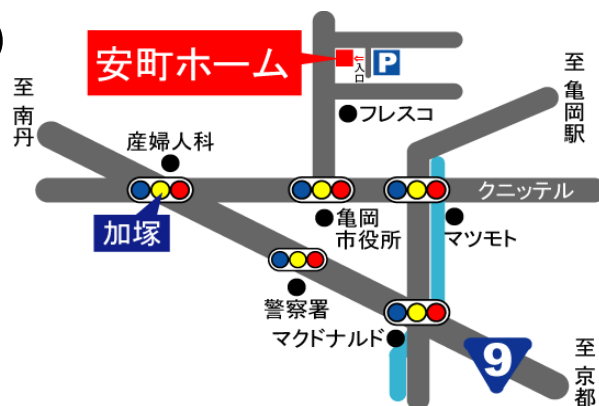 安町ホーム
←入口
P
至南丹
至亀岡駅
フレスコ
産婦人科
クニッテル
加塚
亀岡
市役所
マツモト
警察署
マクドナルド
9
至京都